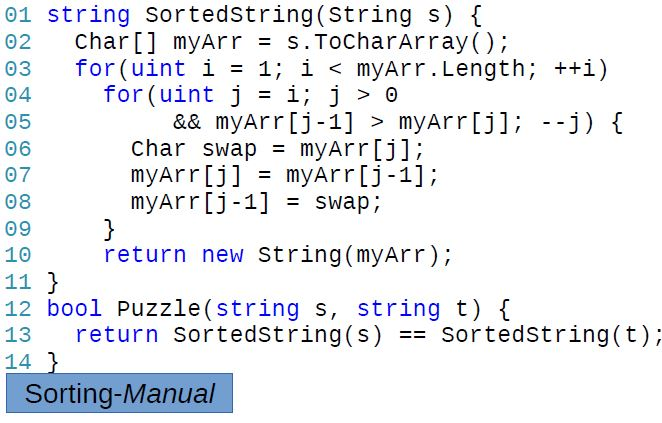 01 string SortedString(String s) {
02   Char[] myArr = s.ToCharArray();
03   for(uint i = 1; i < myArr.Length; ++i)
04     for(uint j = i; j > 0
05          && myArr[j-1] > myArr[j]; --j) {
06       Char swap = myArr[j];
07       myArr[j] = myArr[j-1];
08       myArr[j-1] = swap;
09     }
10     return new String(myArr);
11 }
12 bool Puzzle(string s, string t) {
13   return SortedString(s) == SortedString(t);
14 }
Sorting-Manual